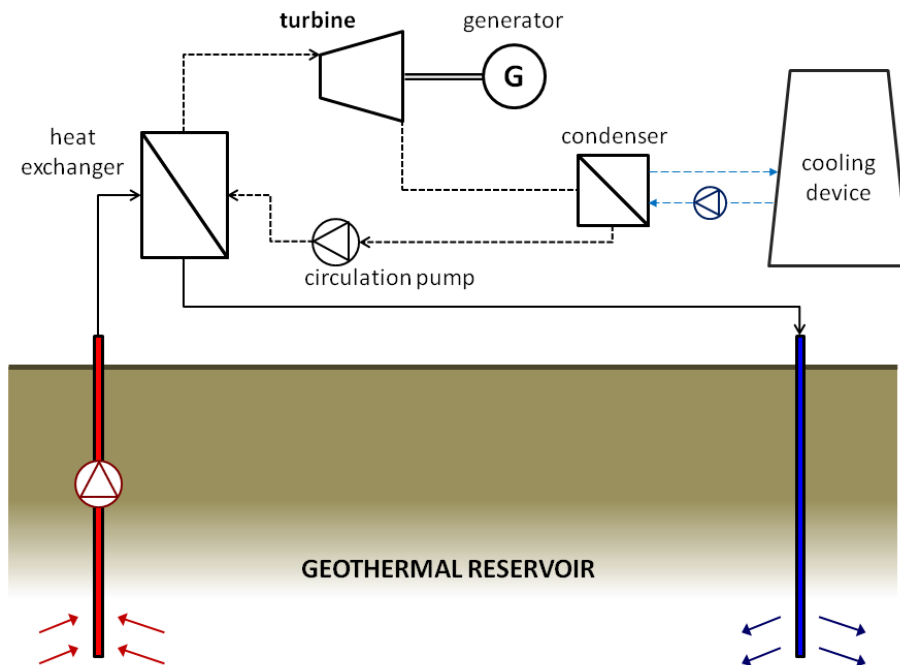 turbine
generator
G
heat
exchanger
condenser
cooling
device
circulation pump
GEOTHERMAL RESERVOIR